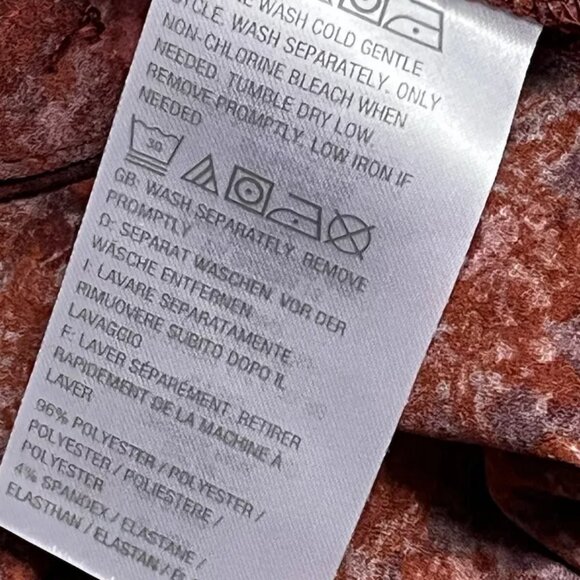 WASH COLD GENTLE
CYCLE. WASH SEPARATELY. ONLY
NON-CHLORINE BLEACH WHEN
NEEDED. TUMBLE DRY LOW.
REMOVE PROMPTLY. LOW IRON IF
NEEDED
30
GB: WASH SEPARATELY. REMOVE
PROMPTLY
D: SEPARAT WASCHEN. VOR DER
WÄSCHE ENTFERNEN.
I: LAVARE SEPARATAMENTE.
RIMUOVERE SUBITO DOPO IL
LAVAGGIO
F: LAVER SÉPARÉMENT. RETIRER
RAPIDEMENT DE LA MACHINE À
LAVER
96% POLYESTER / POLYESTER /
POLYESTER / POLIESTERE /
POLYESTER
4% SPANDEX / ELASTANE /
ELASTHAN / ELASTAN /